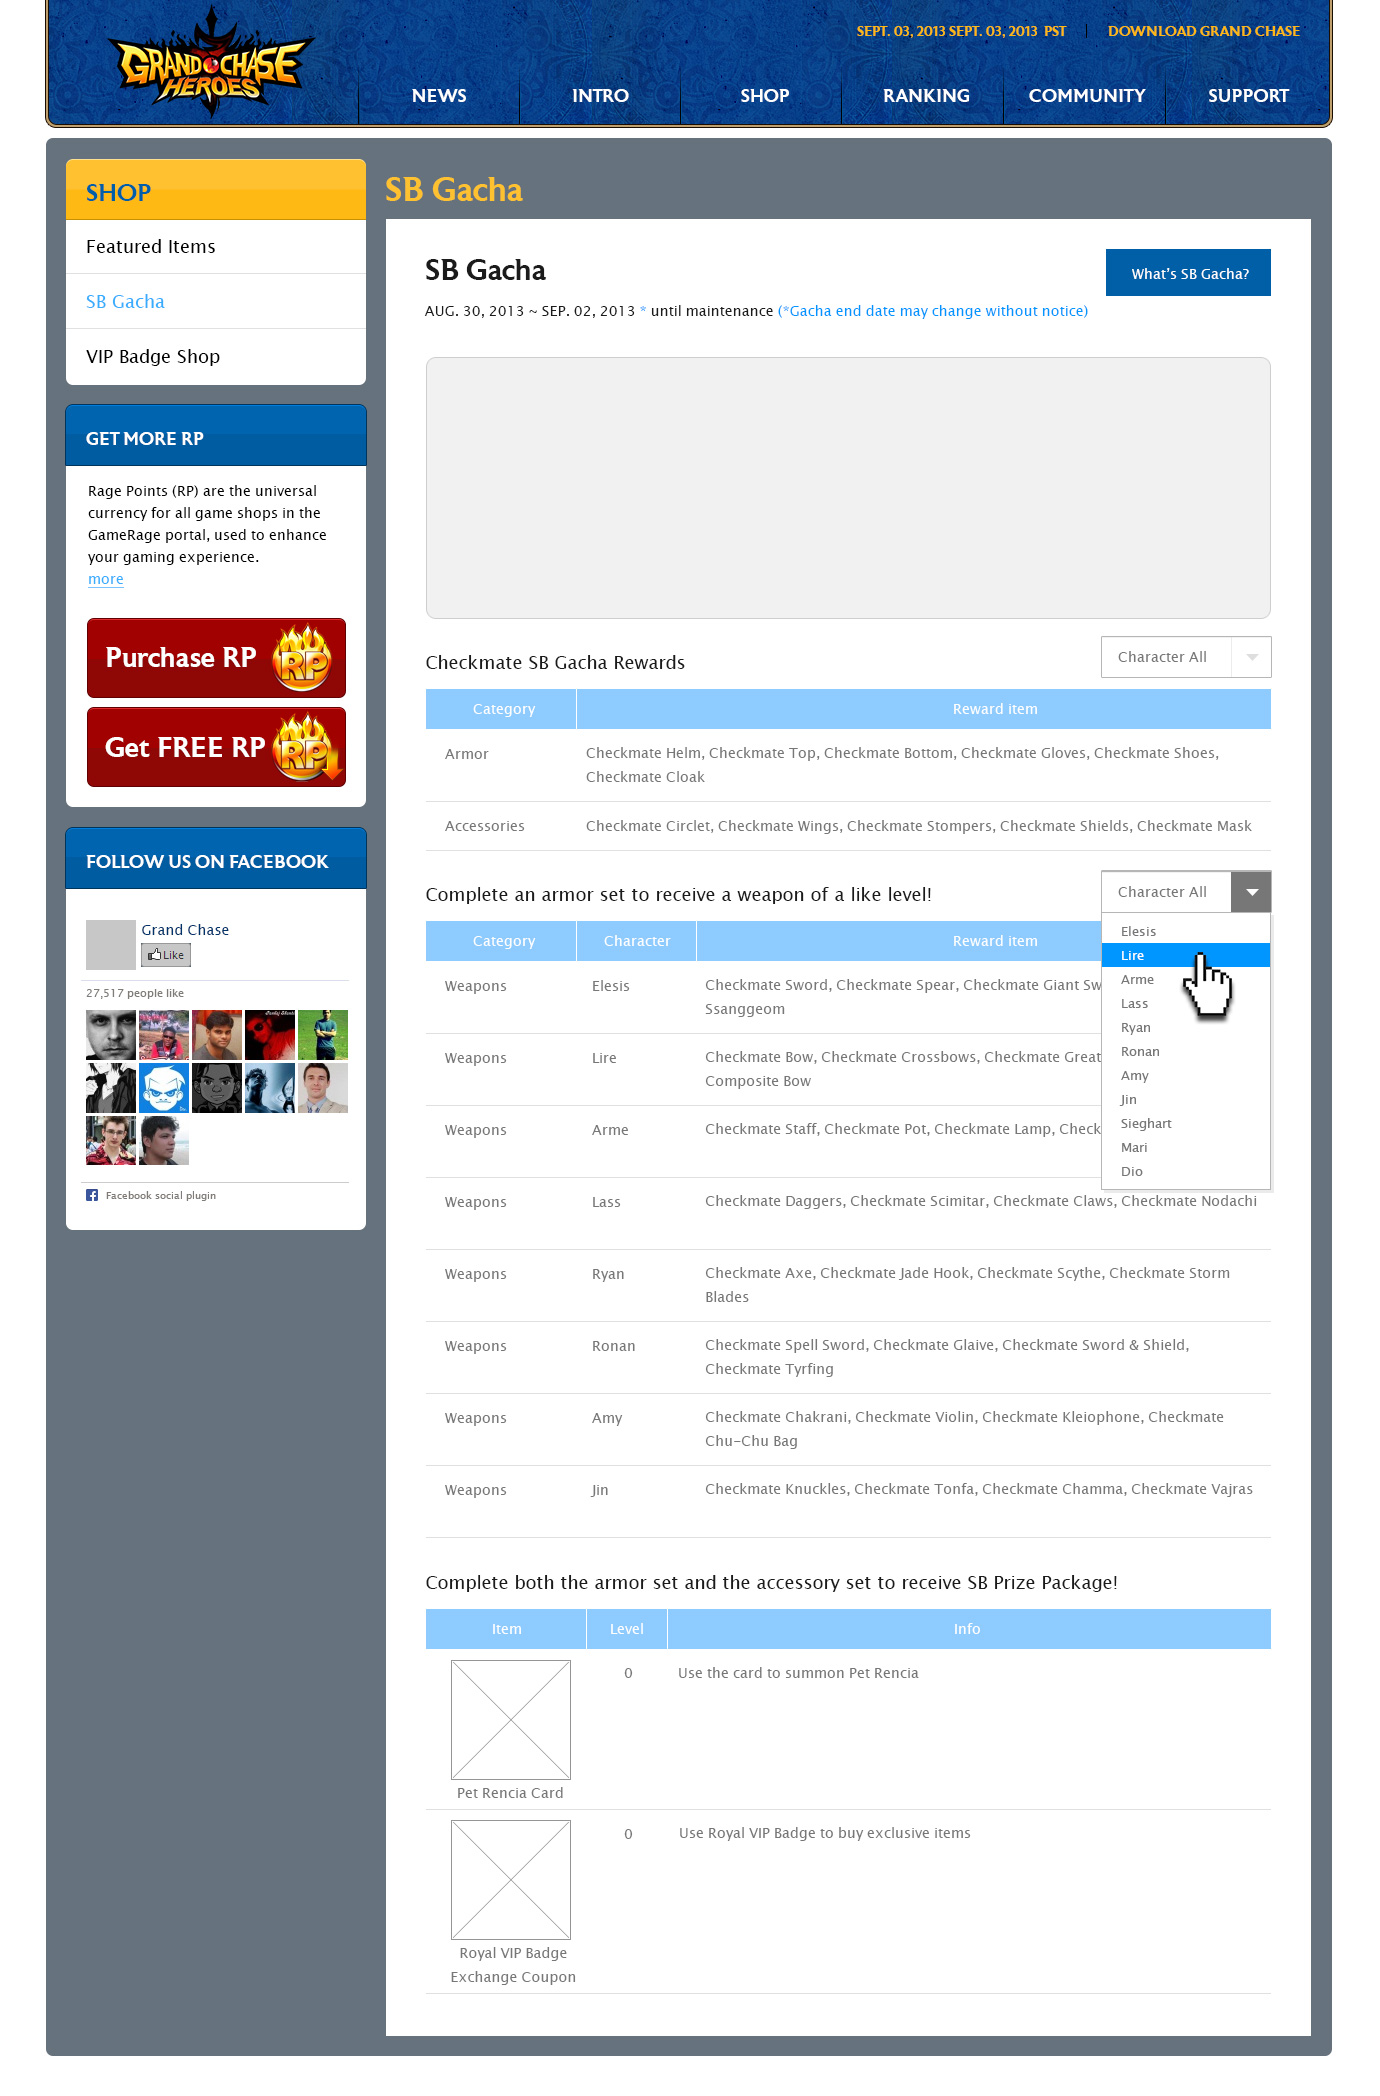 GRAND CHASE
HEROES
SEPT. 03, 2013 SEPT. 03, 2013 PST
DOWNLOAD GRAND CHASE
NEWS
INTRO
SHOP
RANKING
COMMUNITY
SUPPORT
SHOP
Featured Items
SB Gacha
VIP Badge Shop
GET MORE RP
Rage Points (RP) are the universal
currency for all game shops in the
GameRage portal, used to enhance
your gaming experience.
more
Purchase RP
RP
Get FREE RP
RP
FOLLOW US ON FACEBOOK
Grand Chase
Like
27,517 people like
Facebook social plugin
SB Gacha
SB Gacha
What's SB Gacha?
AUG. 30, 2013 ~ SEP. 02, 2013 * until maintenance (*Gacha end date may change without notice)
Checkmate SB Gacha Rewards
Character All
Category
Reward item
Armor
Checkmate Helm, Checkmate Top, Checkmate Bottom, Checkmate Gloves, Checkmate Shoes,
Checkmate Cloak
Accessories
Checkmate Circlet, Checkmate Wings, Checkmate Stompers, Checkmate Shields, Checkmate Mask
Complete an armor set to receive a weapon of a like level!
Character All
Elesis
Lire
Arme
Lass
Ryan
Ronan
Amy
Jin
Sieghart
Mari
Dio
Category
Character
Reward item
Weapons
Elesis
Checkmate Sword, Checkmate Spear, Checkmate Giant Sw
Ssanggeom
Weapons
Lire
Checkmate Bow, Checkmate Crossbows, Checkmate Great
Composite Bow
Weapons
Arme
Checkmate Staff, Checkmate Pot, Checkmate Lamp, Check
Weapons
Lass
Checkmate Daggers, Checkmate Scimitar, Checkmate Claws, Checkmate Nodachi
Weapons
Ryan
Checkmate Axe, Checkmate Jade Hook, Checkmate Scythe, Checkmate Storm
Blades
Weapons
Ronan
Checkmate Spell Sword, Checkmate Glaive, Checkmate Sword & Shield,
Checkmate Tyrfing
Weapons
Amy
Checkmate Chakrani, Checkmate Violin, Checkmate Kleiophone, Checkmate
Chu-Chu Bag
Weapons
Jin
Checkmate Knuckles, Checkmate Tonfa, Checkmate Chamma, Checkmate Vajras
Complete both the armor set and the accessory set to receive SB Prize Package!
Item
Level
Info
0
Use the card to summon Pet Rencia
Pet Rencia Card
0
Use Royal VIP Badge to buy exclusive items
Royal VIP Badge
Exchange Coupon